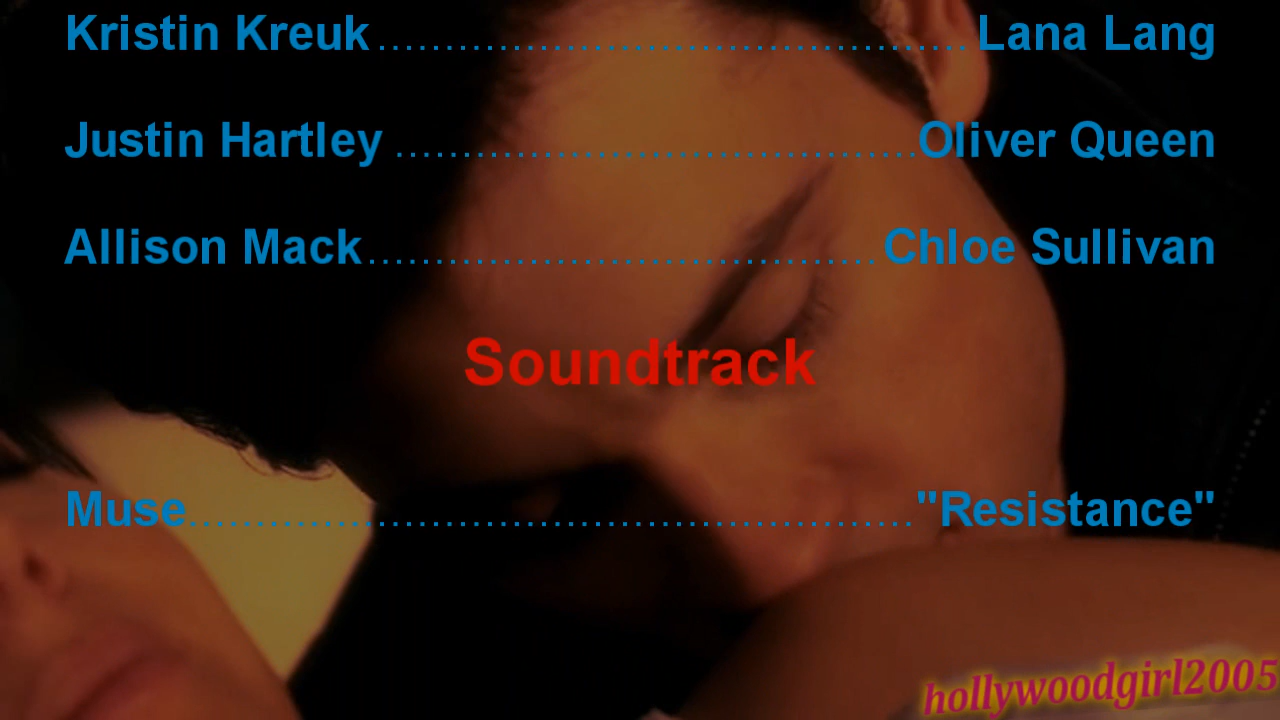 Kristin Kreuk............................................Lana Lang
Justin Hartley.......................................Oliver Queen
Allison Mack......................................Chloe Sullivan
Soundtrack
Muse......................................................"Resistance"
hollywoodgirl2005